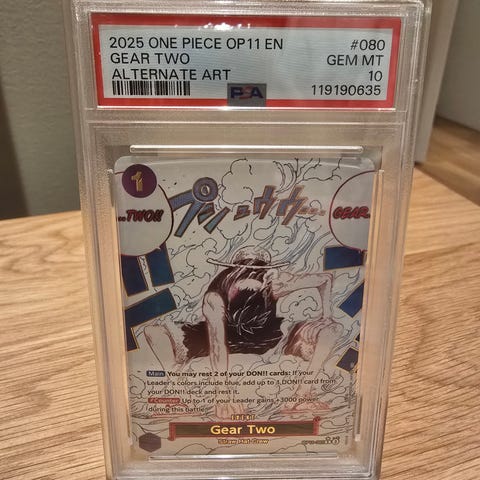 2025 ONE PIECE OP11 EN #080
GEAR TWO GEM MT
ALTERNATE ART 10
PSA 119190635
1
..TWO!!
プシュウウ...
GEAR..
Main You may rest 2 of your DON!! cards: If your
Leader's colors include blue, add up to 1 DON!! card from
your DON!! deck and rest it.
Counter Up to 1 of your Leader gains +3000 power
during this battle.
EVENT
Gear Two
Straw Hat Crew